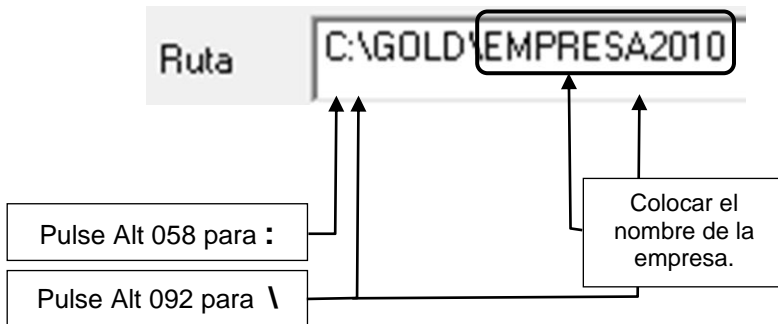 Ruta
C:\GOLD\EMPRESA2010
Pulse Alt 058 para :
Pulse Alt 092 para \
Colocar el
nombre de la
empresa.